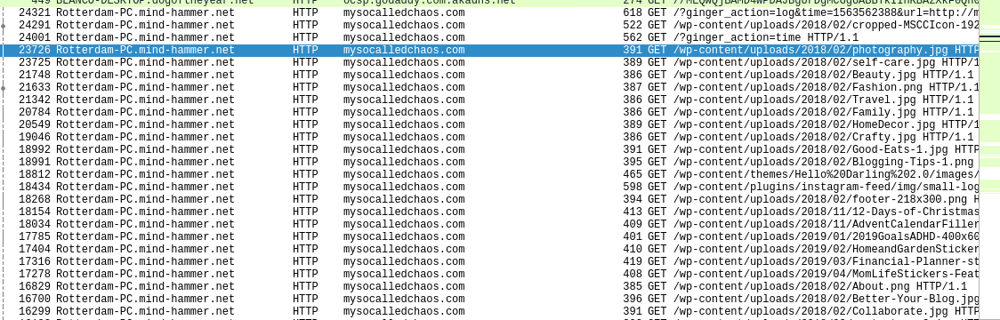 449 BLANCO-DESKTOP.dogoftheyear.net HTTP ocsp.godaddy.com.akadns.net 274 GET
24321 Rotterdam-PC.mind-hammer.net HTTP mysocalledchaos.com 618 GET /?ginger_action=log&time=1563562388&url=http://m
24291 Rotterdam-PC.mind-hammer.net HTTP mysocalledchaos.com 522 GET /wp-content/uploads/2018/02/cropped-MSCCIcon-192
24001 Rotterdam-PC.mind-hammer.net HTTP mysocalledchaos.com 562 GET /?ginger_action=time HTTP/1.1
23726 Rotterdam-PC.mind-hammer.net HTTP mysocalledchaos.com 391 GET /wp-content/uploads/2018/02/photography.jpg HTTP
23725 Rotterdam-PC.mind-hammer.net HTTP mysocalledchaos.com 389 GET /wp-content/uploads/2018/02/self-care.jpg HTTP/1
21748 Rotterdam-PC.mind-hammer.net HTTP mysocalledchaos.com 386 GET /wp-content/uploads/2018/02/Beauty.jpg HTTP/1.1
21633 Rotterdam-PC.mind-hammer.net HTTP mysocalledchaos.com 387 GET /wp-content/uploads/2018/02/Fashion.png HTTP/1.1
21342 Rotterdam-PC.mind-hammer.net HTTP mysocalledchaos.com 386 GET /wp-content/uploads/2018/02/Travel.jpg HTTP/1.1
20784 Rotterdam-PC.mind-hammer.net HTTP mysocalledchaos.com 386 GET /wp-content/uploads/2018/02/Family.jpg HTTP/1.1
20549 Rotterdam-PC.mind-hammer.net HTTP mysocalledchaos.com 389 GET /wp-content/uploads/2018/02/HomeDecor.jpg HTTP/1
19046 Rotterdam-PC.mind-hammer.net HTTP mysocalledchaos.com 386 GET /wp-content/uploads/2018/02/Crafty.jpg HTTP/1.1
18992 Rotterdam-PC.mind-hammer.net HTTP mysocalledchaos.com 391 GET /wp-content/uploads/2018/02/Good-Eats-1.jpg HTTP
18991 Rotterdam-PC.mind-hammer.net HTTP mysocalledchaos.com 395 GET /wp-content/uploads/2018/02/Blogging-Tips-1.png
18812 Rotterdam-PC.mind-hammer.net HTTP mysocalledchaos.com 465 GET /wp-content/themes/Hello%20Darling%202.0/images/
18434 Rotterdam-PC.mind-hammer.net HTTP mysocalledchaos.com 598 GET /wp-content/plugins/instagram-feed/img/small-log
18268 Rotterdam-PC.mind-hammer.net HTTP mysocalledchaos.com 394 GET /wp-content/uploads/2018/02/footer-218x300.png H
18154 Rotterdam-PC.mind-hammer.net HTTP mysocalledchaos.com 413 GET /wp-content/uploads/2018/11/12-Days-of-Christmas
18034 Rotterdam-PC.mind-hammer.net HTTP mysocalledchaos.com 409 GET /wp-content/uploads/2018/11/AdventCalendarFiller
17785 Rotterdam-PC.mind-hammer.net HTTP mysocalledchaos.com 401 GET /wp-content/uploads/2019/01/2019GoalsADHD-400x60
17404 Rotterdam-PC.mind-hammer.net HTTP mysocalledchaos.com 410 GET /wp-content/uploads/2019/02/HomeandGardenSticker
17316 Rotterdam-PC.mind-hammer.net HTTP mysocalledchaos.com 419 GET /wp-content/uploads/2019/03/Financial-Planner-st
17278 Rotterdam-PC.mind-hammer.net HTTP mysocalledchaos.com 408 GET /wp-content/uploads/2019/04/MomLifeStickers-Feat
16829 Rotterdam-PC.mind-hammer.net HTTP mysocalledchaos.com 385 GET /wp-content/uploads/2018/02/About.png HTTP/1.1
16700 Rotterdam-PC.mind-hammer.net HTTP mysocalledchaos.com 396 GET /wp-content/uploads/2018/02/Better-Your-Blog.jpg
16299 Rotterdam-PC.mind-hammer.net HTTP mysocalledchaos.com 391 GET /wp-content/uploads/2018/02/Collaborate.jpg HTTP